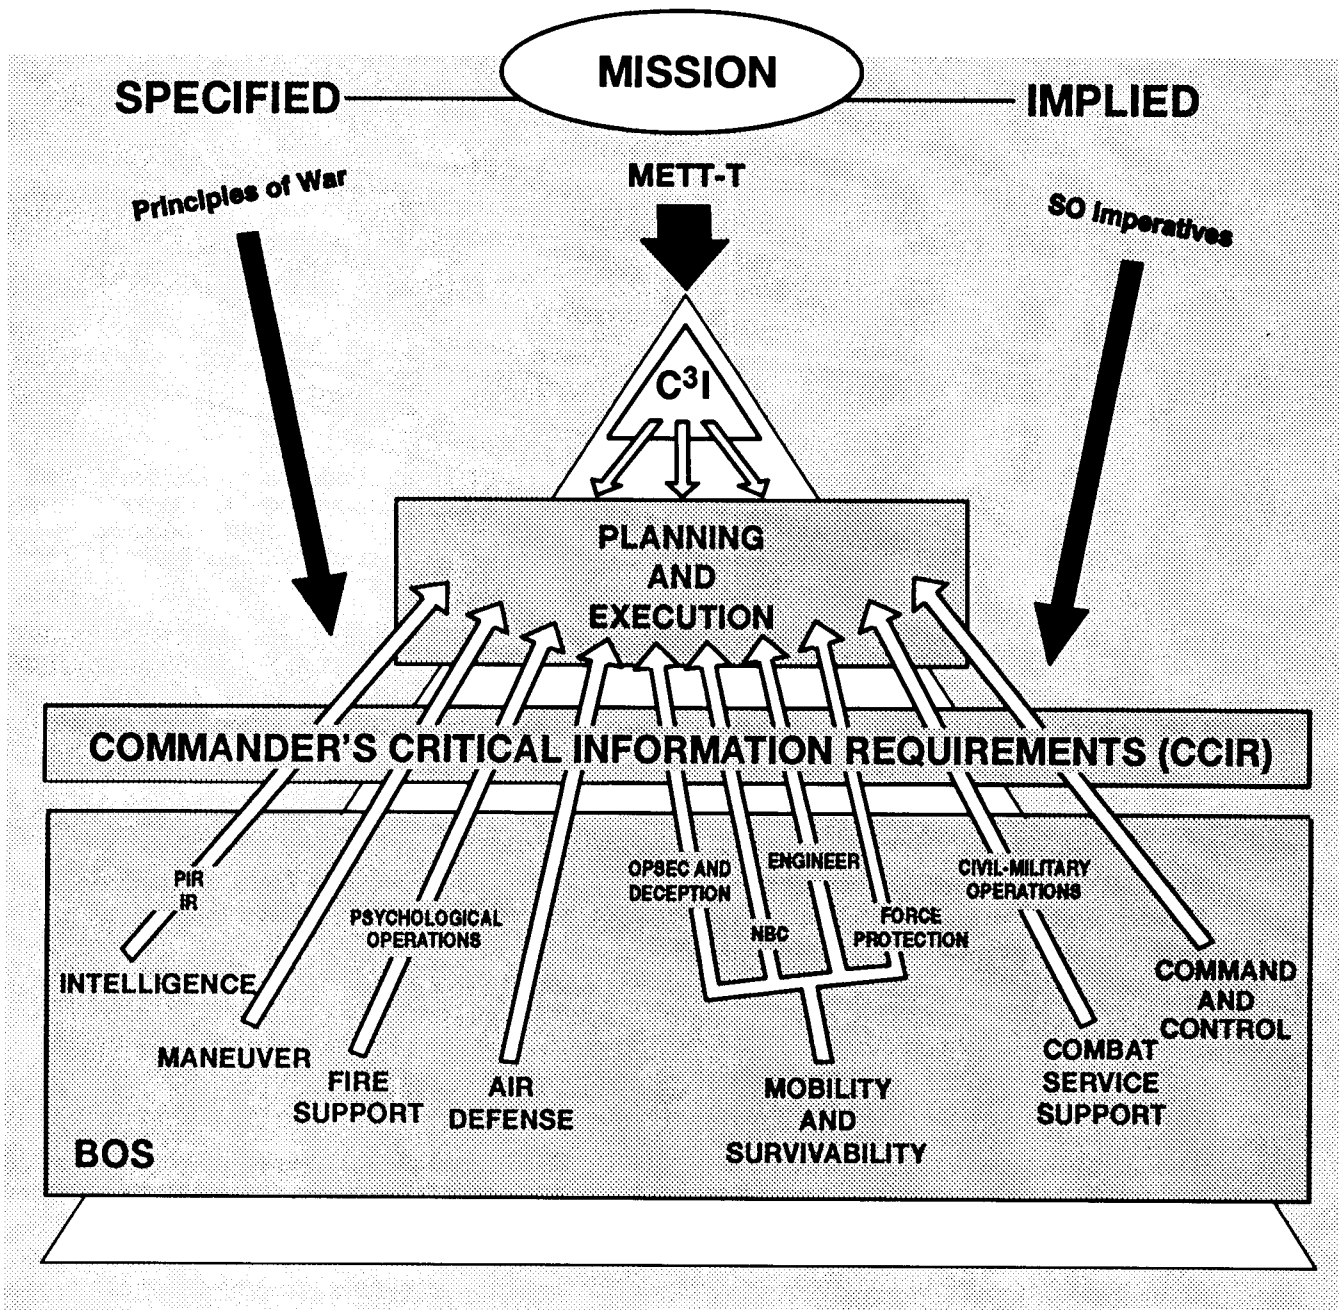 MISSION
SPECIFIED
IMPLIED
METT-T
Principles of War
SO Imperatives
C³I
PLANNING
AND
EXECUTION
COMMANDER'S CRITICAL INFORMATION REQUIREMENTS (CCIR)
PIR
IR
PSYCHOLOGICAL
OPERATIONS
OPSEC AND
DECEPTION
NBC
ENGINEER
FORCE
PROTECTION
CIVIL-MILITARY
OPERATIONS
INTELLIGENCE
MANEUVER
FIRE
SUPPORT
AIR
DEFENSE
MOBILITY
AND
SURVIVABILITY
COMBAT
SERVICE
SUPPORT
COMMAND
AND
CONTROL
BOS